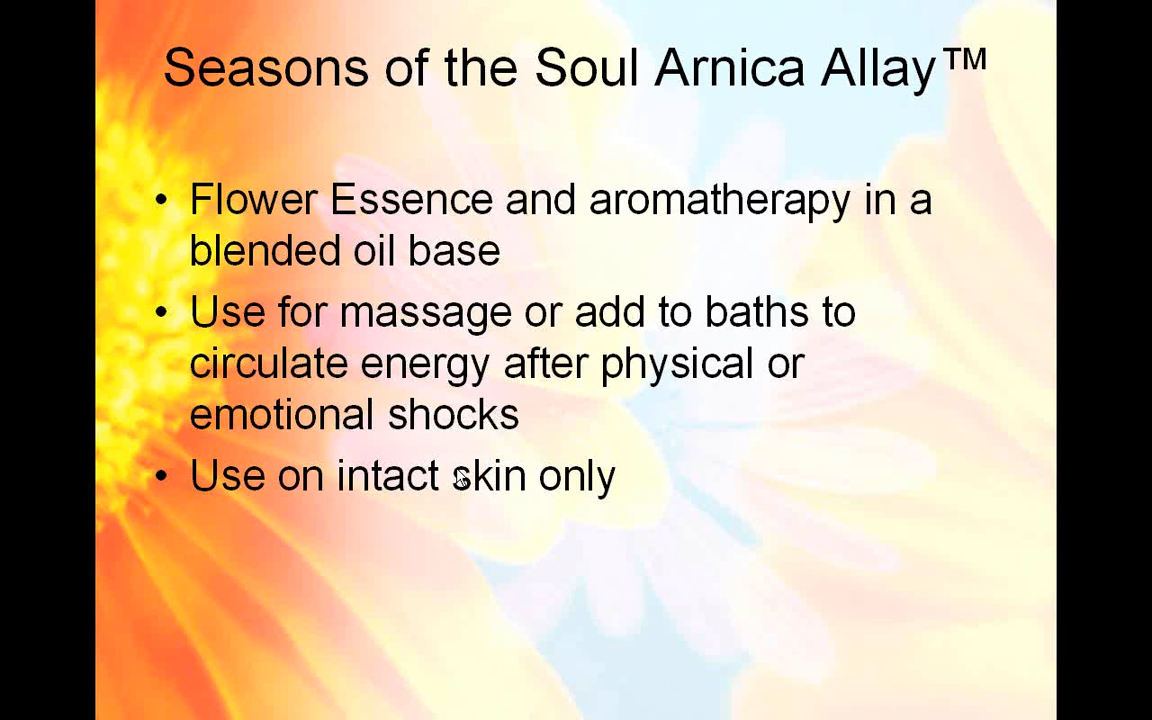 Seasons of the Soul Arnica Allay™
• Flower Essence and aromatherapy in a
blended oil base
• Use for massage or add to baths to
circulate energy after physical or
emotional shocks
• Use on intact skin only